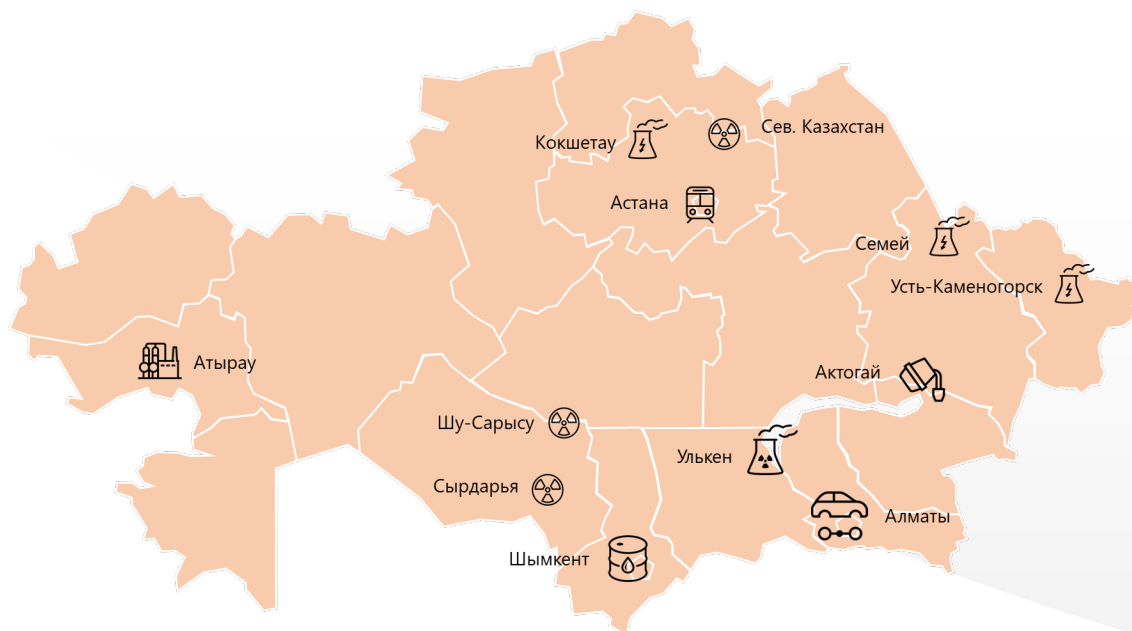 Сев. Казахстан
Кокшетау
Астана
Семей
Усть-Каменогорск
Атырау
Актогай
Шу-Сарысу
Улькен
Сырдарья
Алматы
Шымкент